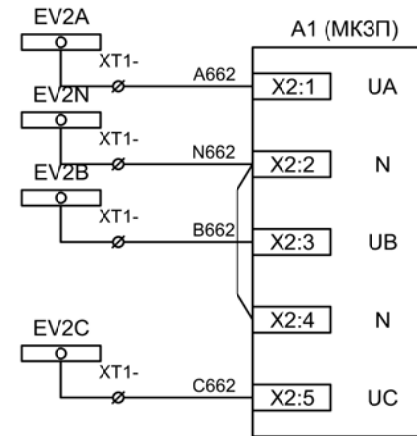 EV2A
A1 (МКЗП)
XT1-
A662
X2:1
UA
EV2N
XT1-
N662
X2:2
N
EV2B
XT1-
B662
X2:3
UB
X2:4
N
EV2C
XT1-
C662
X2:5
UC